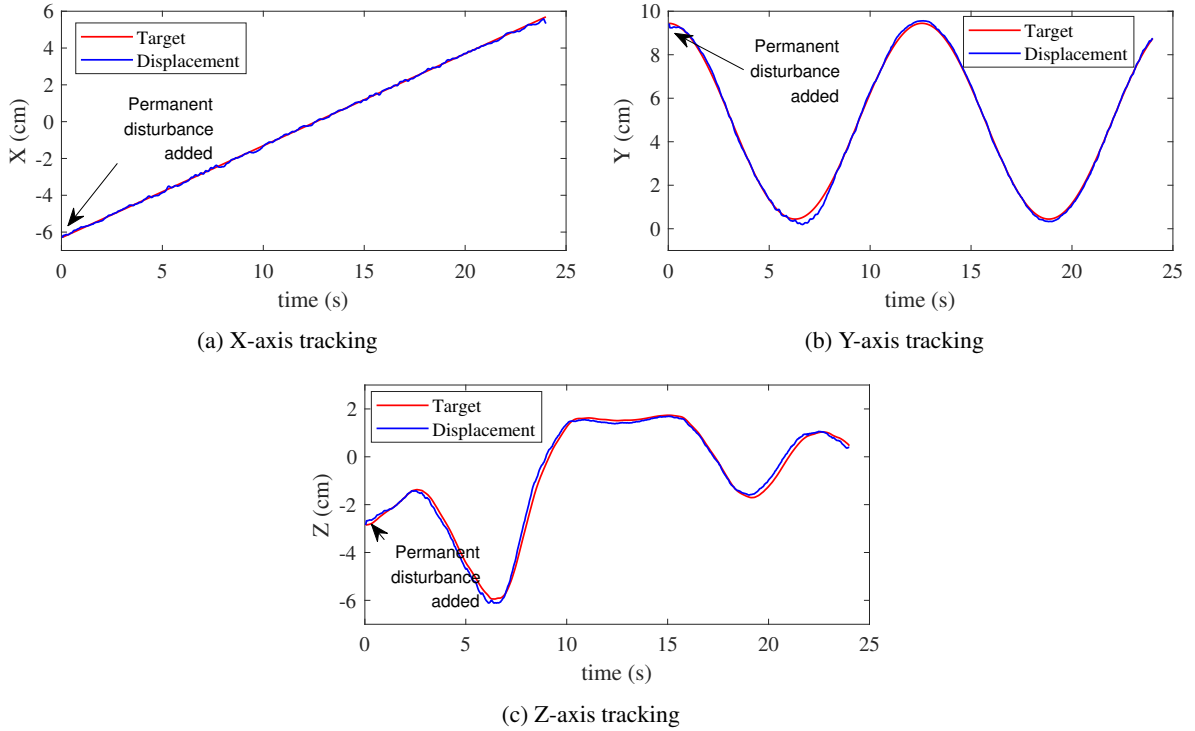 6
4
2
0
-2
-4
-6
X (cm)
Target
Displacement
Permanent
disturbance
added
0 5 10 15 20 25
time (s)
(a) X-axis tracking
10
8
6
4
2
0
Y (cm)
Target
Displacement
Permanent
disturbance
added
0 5 10 15 20 25
time (s)
(b) Y-axis tracking
2
0
-2
-4
-6
Z (cm)
Target
Displacement
Permanent
disturbance
added
0 5 10 15 20 25
time (s)
(c) Z-axis tracking